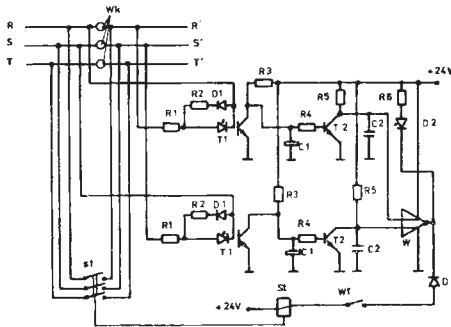 Wk
R R'
S S'
T T'
R3 +24V
R2 D1 R5 R6
R1 R4 D2
T1 C1 T2 C2
R3 R5
R2 D1
R1 R4
T1 C1 T2 C2 W
st
St Wf D
+24V